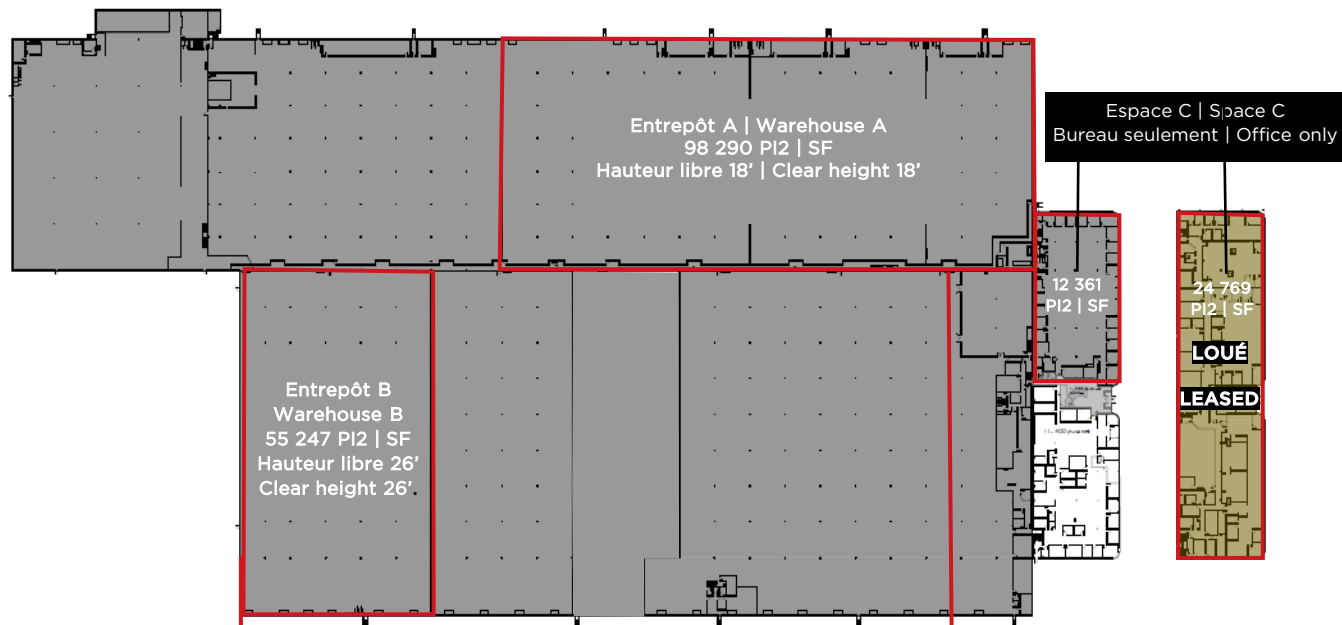 Espace C | Space C
Bureau seulement | Office only
Entrepôt A | Warehouse A
98 290 PI2 | SF
Hauteur libre 18’ | Clear height 18’
12 361
PI2 | SF
24 769
PI2 | SF
LOUÉ
LEASED
Entrepôt B
Warehouse B
55 247 PI2 | SF
Hauteur libre 26’
Clear height 26’.